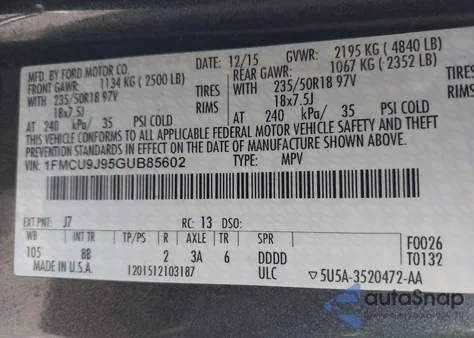 MFD. BY FORD MOTOR CO. DATE: 12/15 GVWR: 2195 KG ( 4840 LB)
FRONT GAWR: 1134 KG ( 2500 LB) REAR GAWR: 1067 KG ( 2352 LB)
WITH 235/50R18 97V TIRES WITH 235/50R18 97V TIRES
18x7.5J RIMS 18x7.5J RIMS
AT 240 kPa/ 35 PSI COLD AT 240 kPa/ 35 PSI COLD
THIS VEHICLE CONFORMS TO ALL APPLICABLE FEDERAL MOTOR VEHICLE SAFETY AND THEFT
PREVENTION STANDARDS IN EFFECT ON THE DATE OF MANUFACTURE SHOWN ABOVE.
VIN: 1FMCU9J95GUB85602 TYPE: MPV
EXT PNT: J7 RC: 13 DSO:
WB INT TR TP/PS R AXLE TR SPR F0026
105 8B 2 3A 6 DDDD T0132
MADE IN U.S.A. 1201512103187 ULC ▽5U5A-3520472-AA
autoSnap